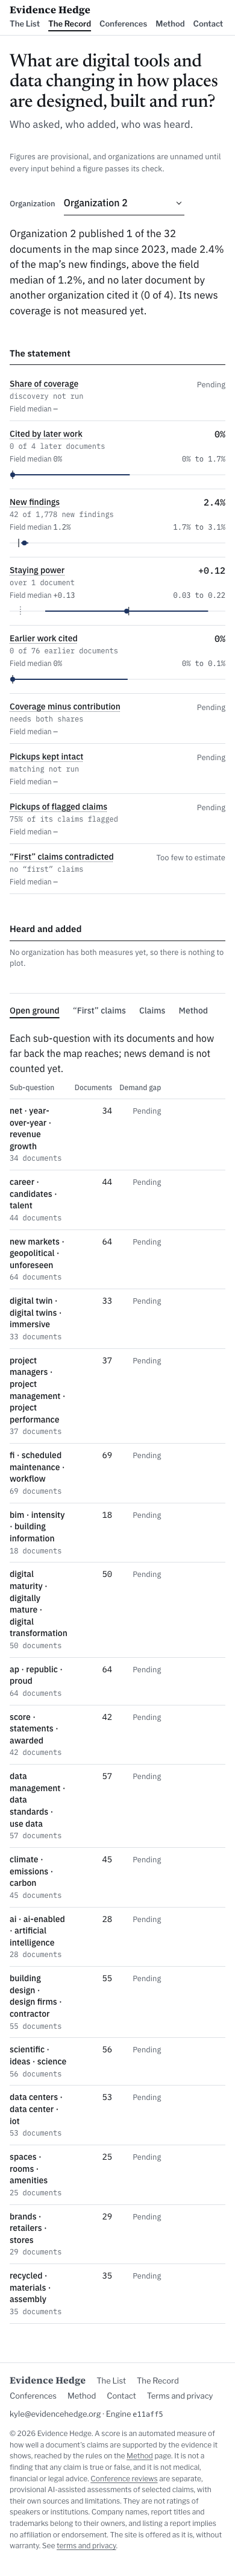 Evidence Hedge
The List The Record Conferences Method Contact
What are digital tools and
data changing in how places
are designed, built and run?
Who asked, who added, who was heard.
Figures are provisional, and organizations are unnamed until
every input behind a figure passes its check.
Organization Organization 2
Organization 2 published 1 of the 32
documents in the map since 2023, made 2.4%
of the map's new findings, above the field
median of 1.2%, and no later document by
another organization cited it (0 of 4). Its news
coverage is not measured yet.
The statement
Share of coverage Pending
discovery not run
Field median –
Cited by later work 0%
0 of 4 later documents
Field median 0% 0% to 1.7%
New findings 2.4%
42 of 1,778 new findings
Field median 1.2% 1.7% to 3.1%
Staying power +0.12
over 1 document
Field median +0.13 0.03 to 0.22
Earlier work cited 0%
0 of 76 earlier documents
Field median 0% 0% to 0.1%
Coverage minus contribution Pending
needs both shares
Field median –
Pickups kept intact Pending
matching not run
Field median –
Pickups of flagged claims Pending
75% of its claims flagged
Field median –
"First" claims contradicted Too few to estimate
no "first" claims
Field median –
Heard and added
No organization has both measures yet, so there is nothing to
plot.
Open ground "First" claims Claims Method
Each sub-question with its documents and how
far back the map reaches; news demand is not
counted yet.
Sub-question Documents Demand gap
net · year-
over-year ·
revenue
growth
34 documents
34 Pending
career ·
candidates ·
talent
44 documents
44 Pending
new markets ·
geopolitical ·
unforeseen
64 documents
64 Pending
digital twin ·
digital twins ·
immersive
33 documents
33 Pending
project
managers ·
project
management ·
project
performance
37 documents
37 Pending
fi · scheduled
maintenance ·
workflow
69 documents
69 Pending
bim · intensity
· building
information
18 documents
18 Pending
digital
maturity ·
digitally
mature ·
digital
transformation
50 documents
50 Pending
ap · republic ·
proud
64 documents
64 Pending
score ·
statements ·
awarded
42 documents
42 Pending
data
management ·
data
standards ·
use data
57 documents
57 Pending
climate ·
emissions ·
carbon
45 documents
45 Pending
ai · ai-enabled
· artificial
intelligence
28 documents
28 Pending
building
design ·
design firms ·
contractor
55 documents
55 Pending
scientific ·
ideas · science
56 documents
56 Pending
data centers ·
data center ·
iot
53 documents
53 Pending
spaces ·
rooms ·
amenities
25 documents
25 Pending
brands ·
retailers ·
stores
29 documents
29 Pending
recycled ·
materials ·
assembly
35 documents
35 Pending
Evidence Hedge The List The Record
Conferences Method Contact Terms and privacy
kyle@evidencehedge.org · Engine e11aff5
© 2026 Evidence Hedge. A score is an automated measure of
how well a document's claims are supported by the evidence it
shows, reached by the rules on the Method page. It is not a
finding that any claim is true or false, and it is not medical,
financial or legal advice. Conference reviews are separate,
provisional AI-assisted assessments of selected claims, with
their own sources and limitations. They are not ratings of
speakers or institutions. Company names, report titles and
trademarks belong to their owners, and listing a report implies
no affiliation or endorsement. The site is offered as it is, without
warranty. See terms and privacy.